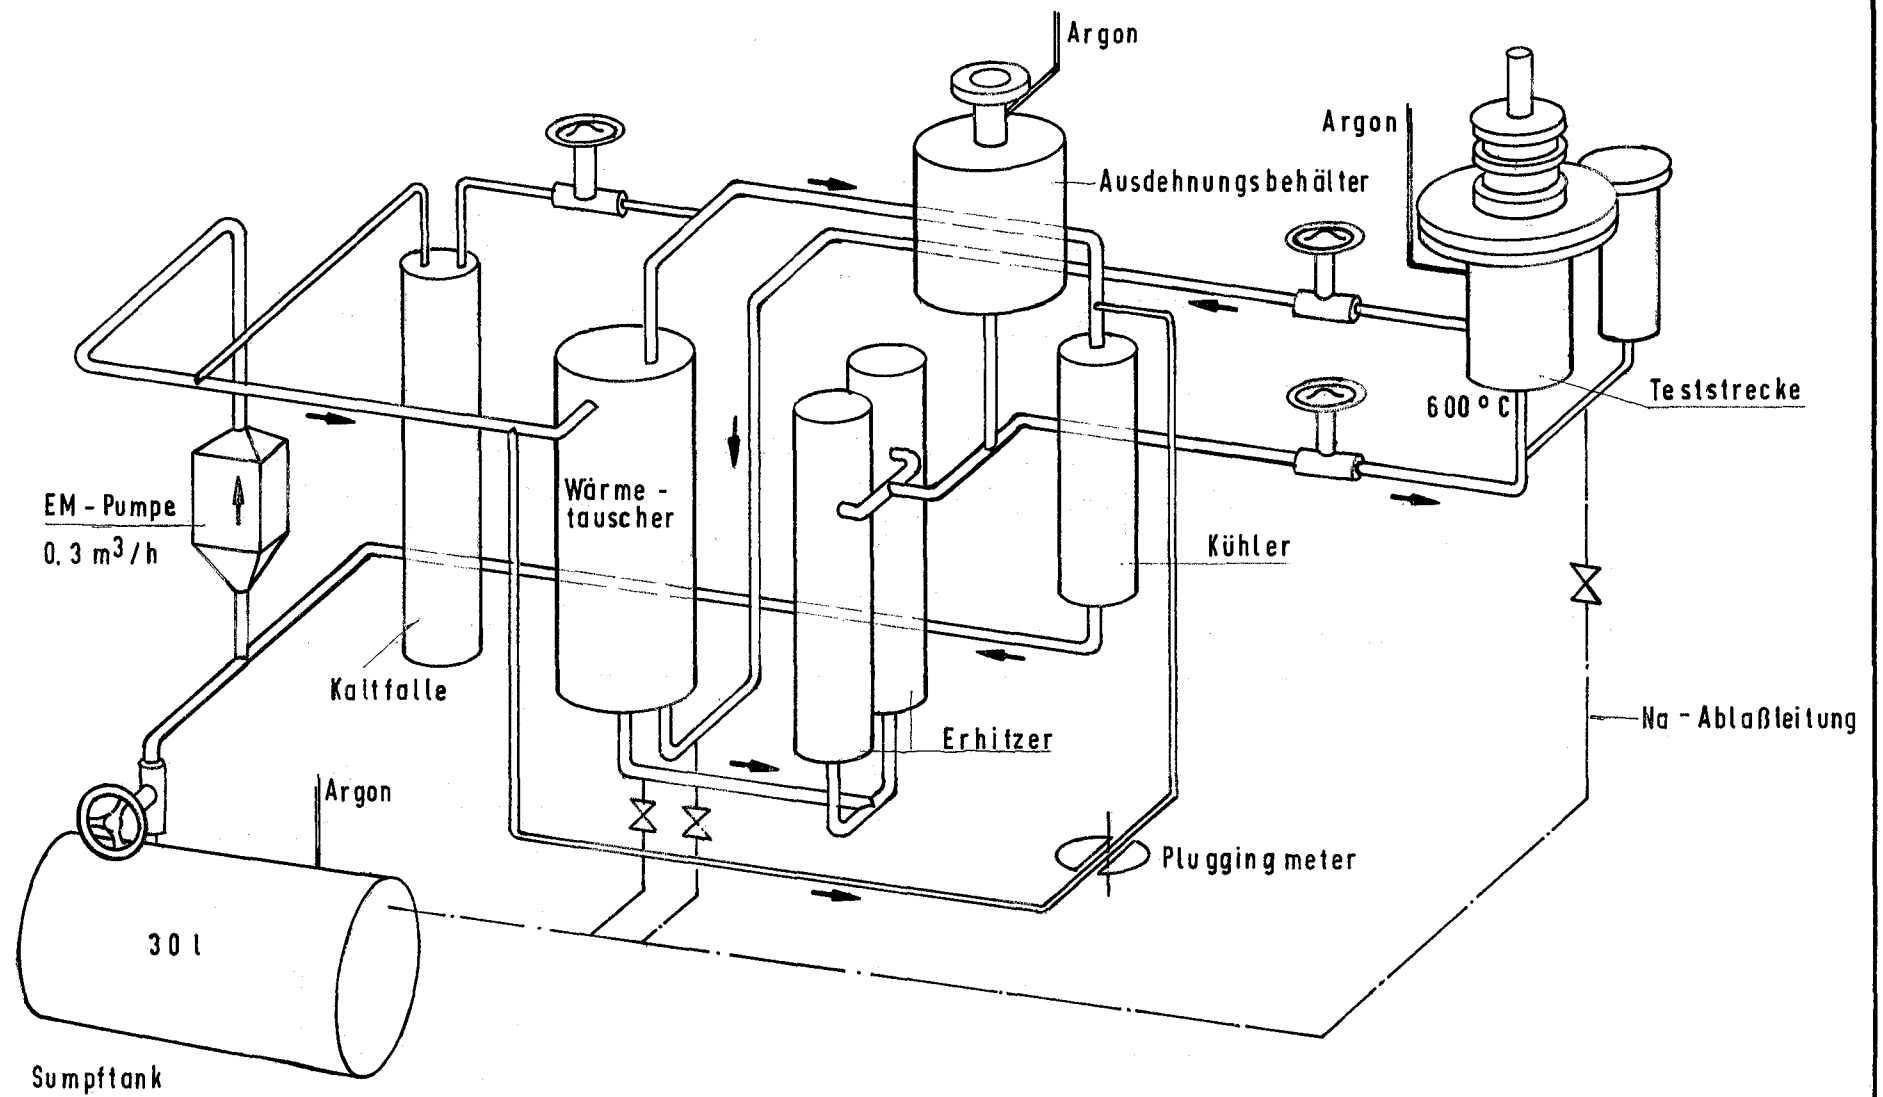 Argon
Argon
Ausdehnungsbehälter
600°C
Teststrecke
EM-Pumpe
0.3 m³/h
Wärme-
tauscher
Kühler
Kaltfalle
Erhitzer
Na-Ablaßleitung
Argon
Plugging meter
30 l
Sumpftank